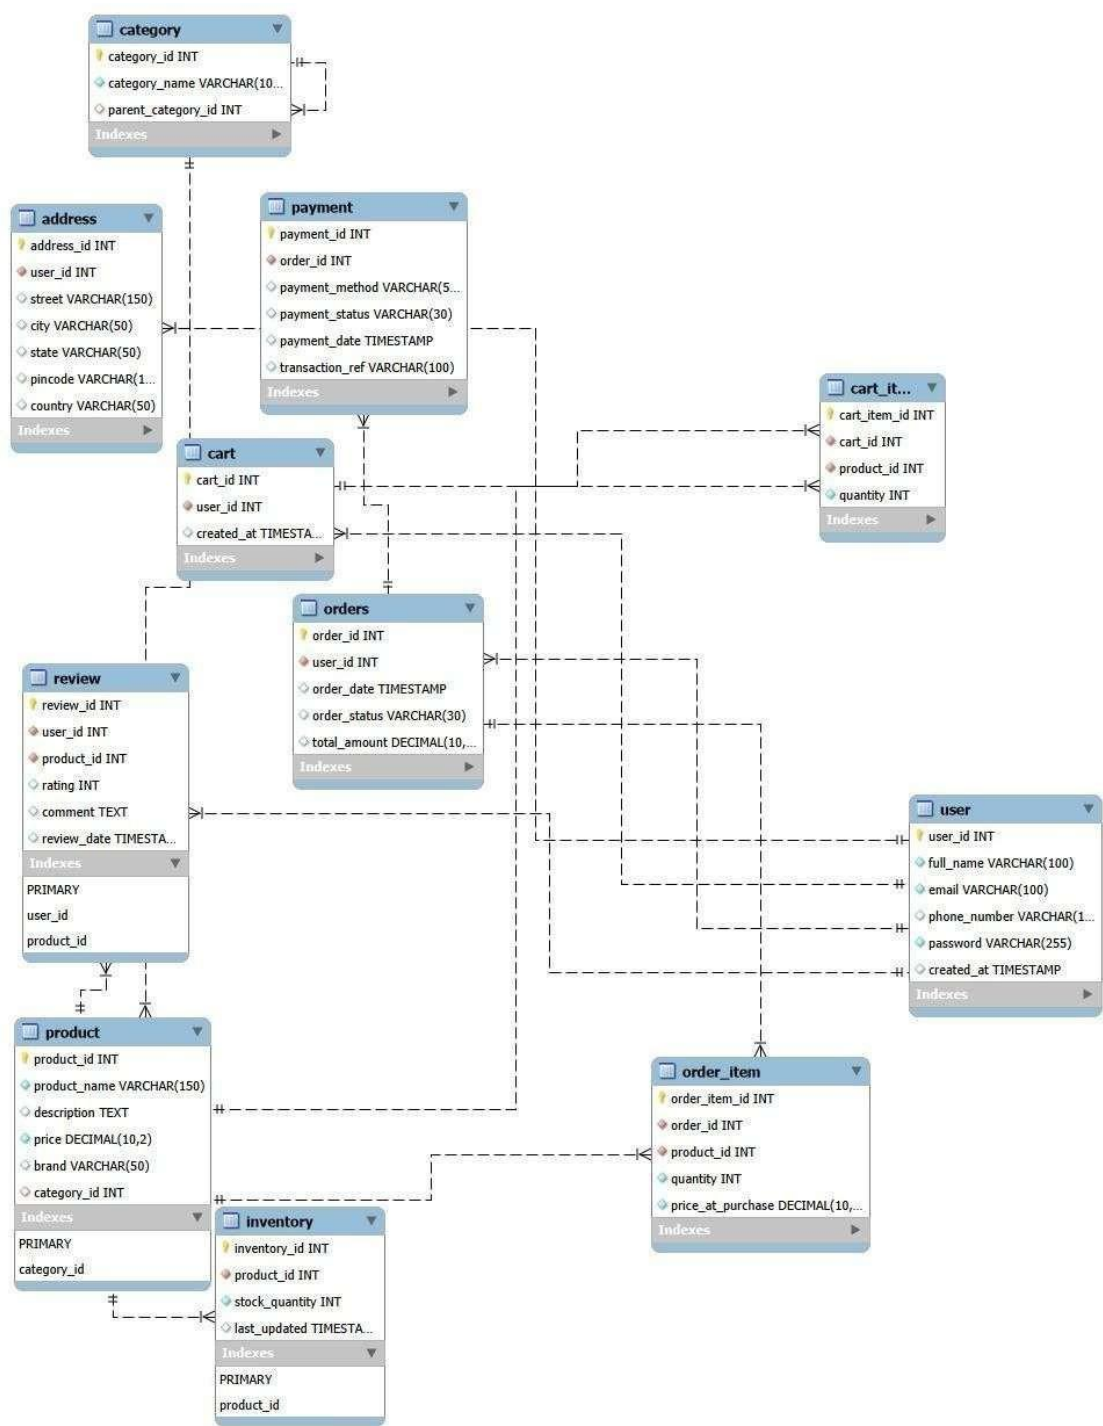 category
category_id INT
category_name VARCHAR(10...
parent_category_id INT
Indexes
address
address_id INT
user_id INT
street VARCHAR(150)
city VARCHAR(50)
state VARCHAR(50)
pincode VARCHAR(1...
country VARCHAR(50)
Indexes
payment
payment_id INT
order_id INT
payment_method VARCHAR(5...
payment_status VARCHAR(30)
payment_date TIMESTAMP
transaction_ref VARCHAR(100)
Indexes
cart_it...
cart_item_id INT
cart_id INT
product_id INT
quantity INT
Indexes
cart
cart_id INT
user_id INT
created_at TIMESTA...
Indexes
orders
order_id INT
user_id INT
order_date TIMESTAMP
order_status VARCHAR(30)
total_amount DECIMAL(10,...
Indexes
review
review_id INT
user_id INT
product_id INT
rating INT
comment TEXT
review_date TIMESTA...
Indexes
PRIMARY
user_id
product_id
user
user_id INT
full_name VARCHAR(100)
email VARCHAR(100)
phone_number VARCHAR(1...
password VARCHAR(255)
created_at TIMESTAMP
Indexes
product
product_id INT
product_name VARCHAR(150)
description TEXT
price DECIMAL(10,2)
brand VARCHAR(50)
category_id INT
Indexes
PRIMARY
category_id
order_item
order_item_id INT
order_id INT
product_id INT
quantity INT
price_at_purchase DECIMAL(10,...
Indexes
inventory
inventory_id INT
product_id INT
stock_quantity INT
last_updated TIMESTA...
Indexes
PRIMARY
product_id